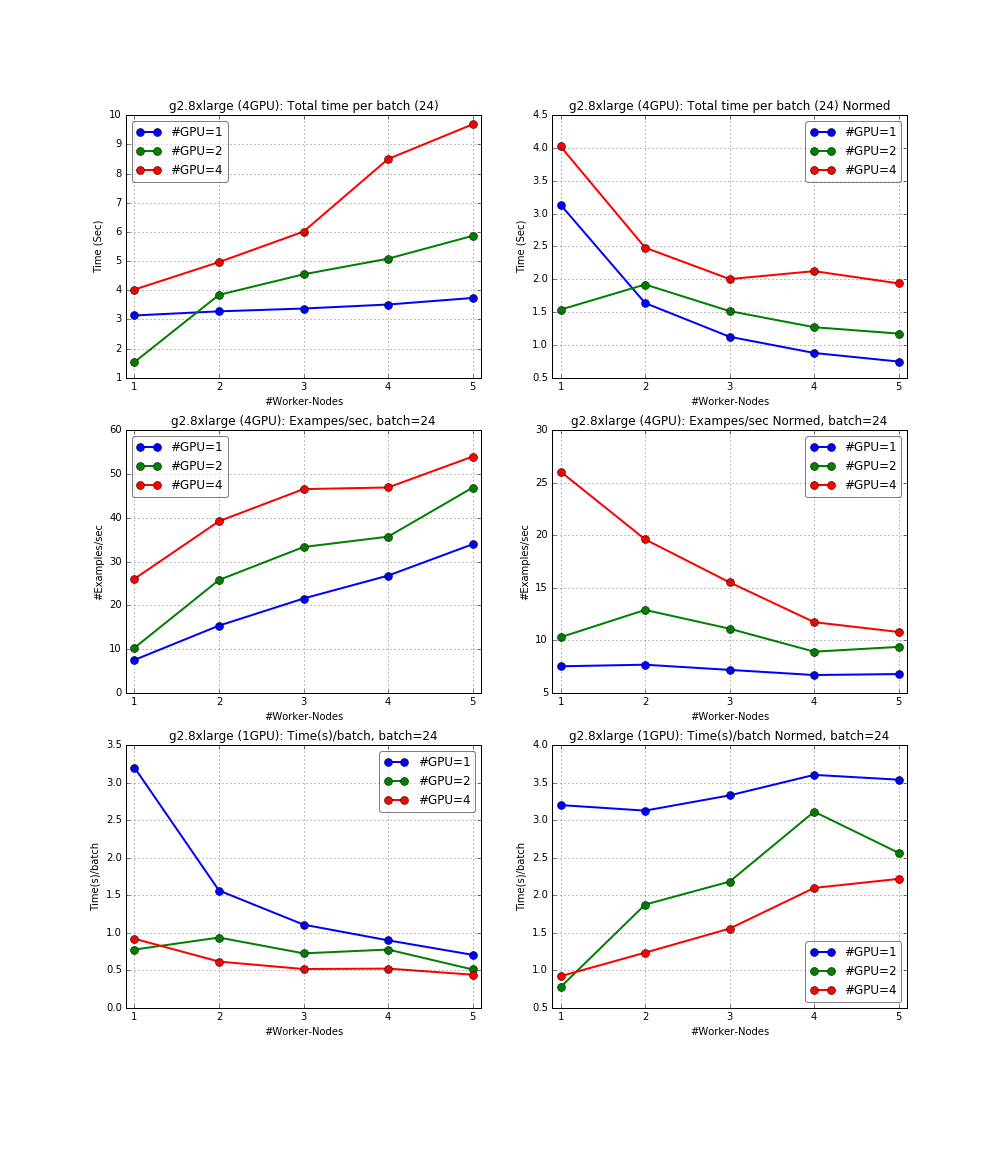 g2.8xlarge (4GPU): Total time per batch (24)
10
9
8
7
6
5
4
3
2
1
Time (Sec)
#GPU=1
#GPU=2
#GPU=4
1 2 3 4 5
#Worker-Nodes
g2.8xlarge (4GPU): Total time per batch (24) Normed
4.5
4.0
3.5
3.0
2.5
2.0
1.5
1.0
0.5
Time (Sec)
#GPU=1
#GPU=2
#GPU=4
1 2 3 4 5
#Worker-Nodes
g2.8xlarge (4GPU): Exampes/sec, batch=24
60
50
40
30
20
10
0
#Examples/sec
#GPU=1
#GPU=2
#GPU=4
1 2 3 4 5
#Worker-Nodes
g2.8xlarge (4GPU): Exampes/sec Normed, batch=24
30
25
20
15
10
5
#Examples/sec
#GPU=1
#GPU=2
#GPU=4
1 2 3 4 5
#Worker-Nodes
g2.8xlarge (1GPU): Time(s)/batch, batch=24
3.5
3.0
2.5
2.0
1.5
1.0
0.5
0.0
Time(s)/batch
#GPU=1
#GPU=2
#GPU=4
1 2 3 4 5
#Worker-Nodes
g2.8xlarge (1GPU): Time(s)/batch Normed, batch=24
4.0
3.5
3.0
2.5
2.0
1.5
1.0
0.5
Time(s)/batch
#GPU=1
#GPU=2
#GPU=4
1 2 3 4 5
#Worker-Nodes